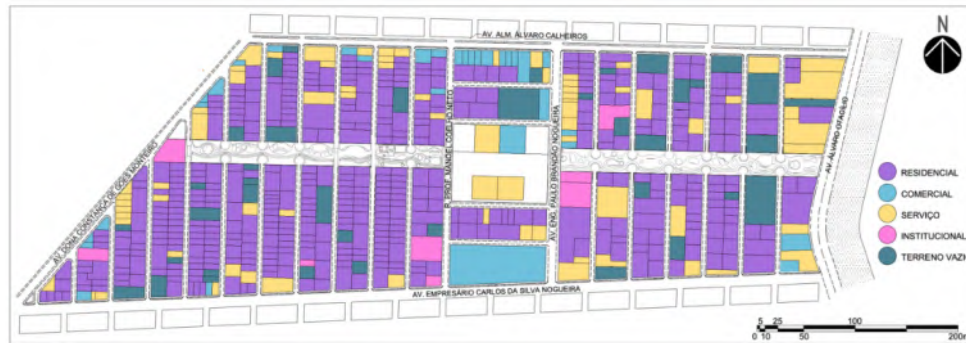 AV. ALM. ÁLVARO CALHEIROS
N
AV. DONA CONSTANÇA DE GÓES MONTEIRO
R. PROF. MANOEL COELHO NETO
AV. ENG. PAULO BRANDÃO NOGUEIRA
AV. ÁLVARO OTACÍLIO
RESIDENCIAL
COMERCIAL
SERVIÇO
INSTITUCIONAL
TERRENO VAZI
AV. EMPRESÁRIO CARLOS DA SILVA NOGUEIRA
5 25 100
0 10 50 200m